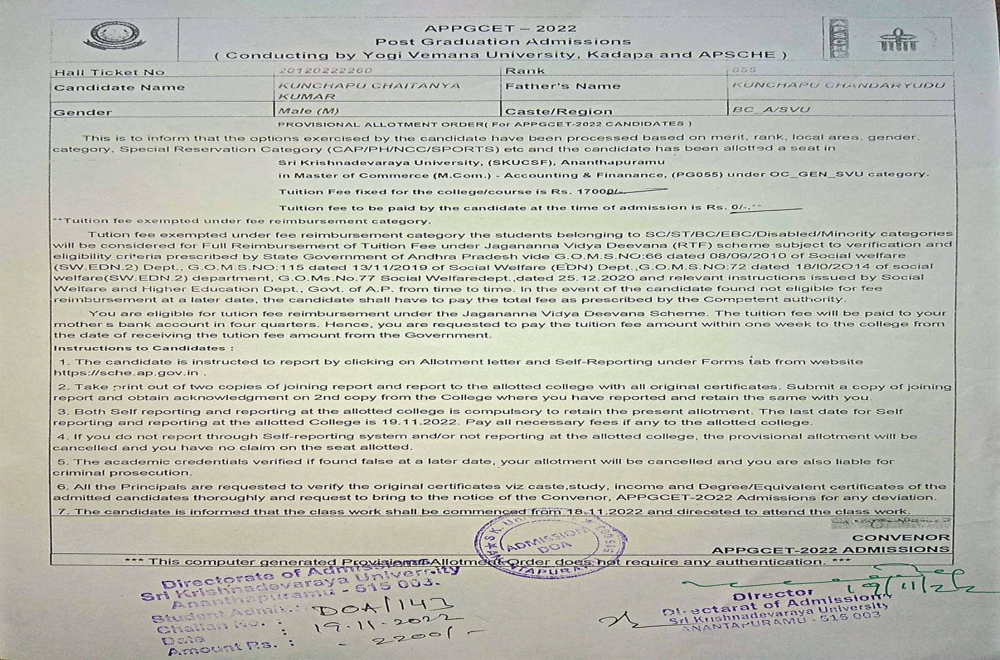 APPGCET – 2022
Post Graduation Admissions
( Conducting by Yogi Vemana University, Kadapa and APSCHE )
Hall Ticket No 20120222260 Rank 855
Candidate Name KUNCHAPU CHAITANYA KUMAR Father's Name KUNCHAPU CHANDARYUDU
Gender Male (M) Caste/Region BC_A/SVU
PROVISIONAL ALLOTMENT ORDER( For APPGCET-2022 CANDIDATES )
This is to inform that the options exercised by the candidate have been processed based on merit, rank, local area, gender,
category, Special Reservation Category (CAP/PH/NCC/SPORTS) etc and the candidate has been allotted a seat in
Sri Krishnadevaraya University, (SKUCSF), Ananthapuramu
in Master of Commerce (M.Com.) - Accounting & Finanance, (PG055) under OC_GEN_SVU category.
Tuition Fee fixed for the college/course is Rs. 17000/-
Tuition fee to be paid by the candidate at the time of admission is Rs. 0/-.**
**Tuition fee exempted under fee reimbursement category.
Tution fee exempted under fee reimbursement category the students belonging to SC/ST/BC/EBC/Disabled/Minority categories
will be considered for Full Reimbursement of Tuition Fee under Jagananna Vidya Deevana (RTF) scheme subject to verification and
eligibility criteria prescribed by State Government of Andhra Pradesh vide G.O.M.S.NO:66 dated 08/09/2010 of Social welfare
(SW.EDN.2) Dept., G.O.M.S.NO:115 dated 13/11/2019 of Social Welfare (EDN) Dept.,G.O.M.S.NO:72 dated 18/I0/2O14 of social
welfare(SW.EDN.2) department, G.O.Ms.No.77 Social Welfaredept.,dated 25.12.2020 and relevant instructions issued by Social
Welfare and Higher Education Dept., Govt. of A.P. from time to time. In the event of the candidate found not eligible for fee
reimbursement at a later date, the candidate shall have to pay the total fee as prescribed by the Competent authority.
You are eligible for tution fee reimbursement under the Jagananna Vidya Deevana Scheme. The tuition fee will be paid to your
mother s bank account in four quarters. Hence, you are requested to pay the tuition fee amount within one week to the college from
the date of receiving the tution fee amount from the Government.
Instructions to Candidates :
1. The candidate is instructed to report by clicking on Allotment letter and Self-Reporting under Forms tab from website
https://sche.ap.gov.in .
2. Take print out of two copies of joining report and report to the allotted college with all original certificates. Submit a copy of joining
report and obtain acknowledgment on 2nd copy from the College where you have reported and retain the same with you.
3. Both Self reporting and reporting at the allotted college is compulsory to retain the present allotment. The last date for Self
reporting and reporting at the allotted College is 19.11.2022. Pay all necessary fees if any to the allotted college.
4. If you do not report through Self-reporting system and/or not reporting at the allotted college, the provisional allotment will be
cancelled and you have no claim on the seat allotted.
5. The academic credentials verified if found false at a later date, your allotment will be cancelled and you are also liable for
criminal prosecution.
6. All the Principals are requested to verify the original certificates viz caste,study, income and Degree/Equivalent certificates of the
admitted candidates thoroughly and request to bring to the notice of the Convenor, APPGCET-2O22 Admissions for any deviation.
7. The candidate is informed that the class work shall be commenced from 18.11.2022 and direceted to attend the class work.
CONVENOR
APPGCET-2022 ADMISSIONS
ADMISSION
DOA
*** This computer generated Provisional Allotment Order does not require any authentication. ***
Directorate of Admissions
Sri Krishnadevaraya University
Ananthapuramu - 515 003.
Student Admn. : DOA/143
Challan No. :
Date : 19-11-2022
Amount Rs. : - 2200/-
19/11/22
Director
Directarat of Admissions
Sri Krishnadevaraya University
ANANTAPURAMU - 515 003